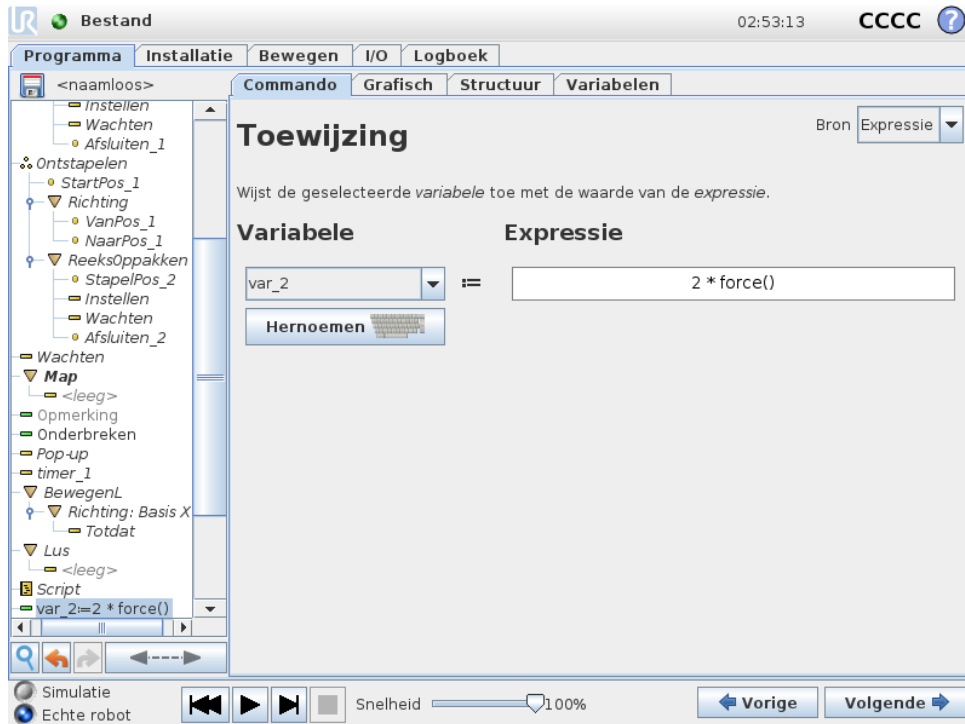 UR Bestand 02:53:13 CCCC ?
Programma Installatie Bewegen I/O Logboek
<naamloos>
Commando Grafisch Structuur Variabelen
Instellen
Wachten
Afsluiten_1
Ontstapelen
StartPos_1
Richting
VanPos_1
NaarPos_1
ReeksOppakken
StapelPos_2
Instellen
Wachten
Afsluiten_2
Wachten
Map
<leeg>
Opmerking
Onderbreken
Pop-up
timer_1
BewegenL
Richting: Basis X
Totdat
Lus
<leeg>
Script
var_2:=2 * force()
Toewijzing
Bron Expressie
Wijst de geselecteerde variabele toe met de waarde van de expressie.
Variabele Expressie
var_2 := 2 * force()
Hernoemen
Simulatie
Echte robot
Snelheid 100%
Vorige Volgende